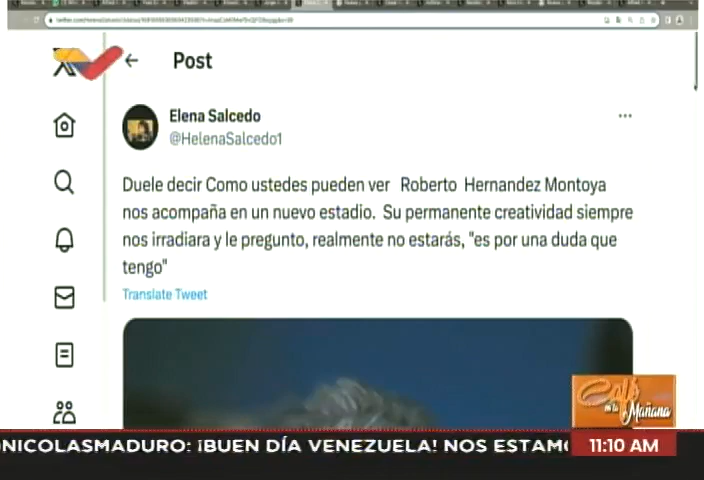 Post
Elena Salcedo
@HelenaSalcedo1
Duele decir Como ustedes pueden ver Roberto Hernandez Montoya
nos acompaña en un nuevo estadio. Su permanente creatividad siempre
nos irradiara y le pregunto, realmente no estarás, "es por una duda que
tengo"
Translate Tweet
Café
en la
Mañana
NICOLASMADURO: ¡BUEN DÍA VENEZUELA! NOS
11:10 AM